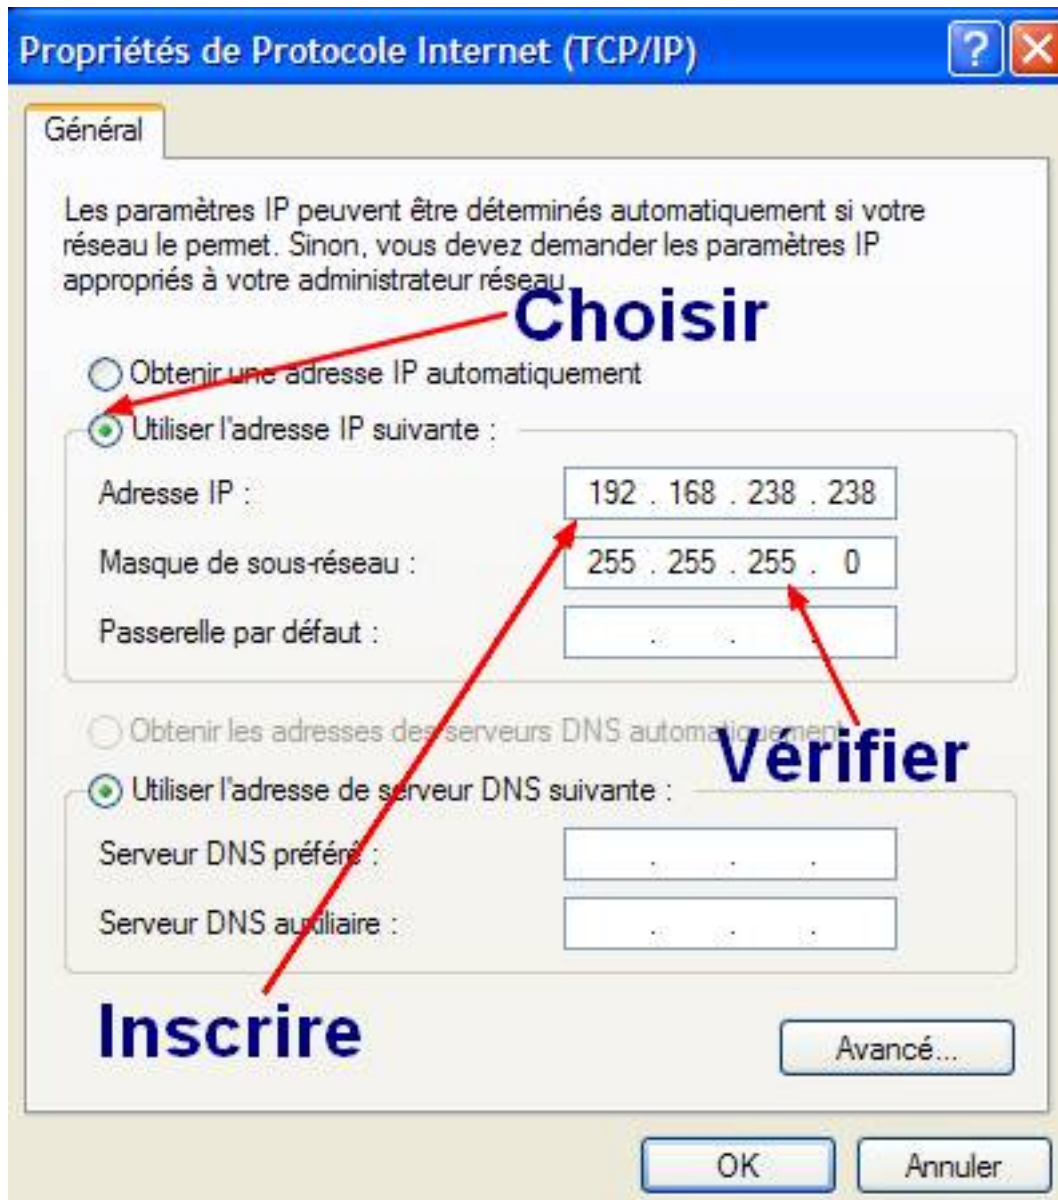 Propriétés de Protocole Internet (TCP/IP)
Général
Les paramètres IP peuvent être déterminés automatiquement si votre
réseau le permet. Sinon, vous devez demander les paramètres IP
appropriés à votre administrateur réseau.
Choisir
Obtenir une adresse IP automatiquement
Utiliser l'adresse IP suivante :
Adresse IP : 192 . 168 . 238 . 238
Masque de sous-réseau : 255 . 255 . 255 . 0
Passerelle par défaut : . . .
Obtenir les adresses des serveurs DNS automatiquement
Vérifier
Utiliser l'adresse de serveur DNS suivante :
Serveur DNS préféré : . . .
Serveur DNS auxiliaire : . . .
Inscrire
Avancé...
OK Annuler